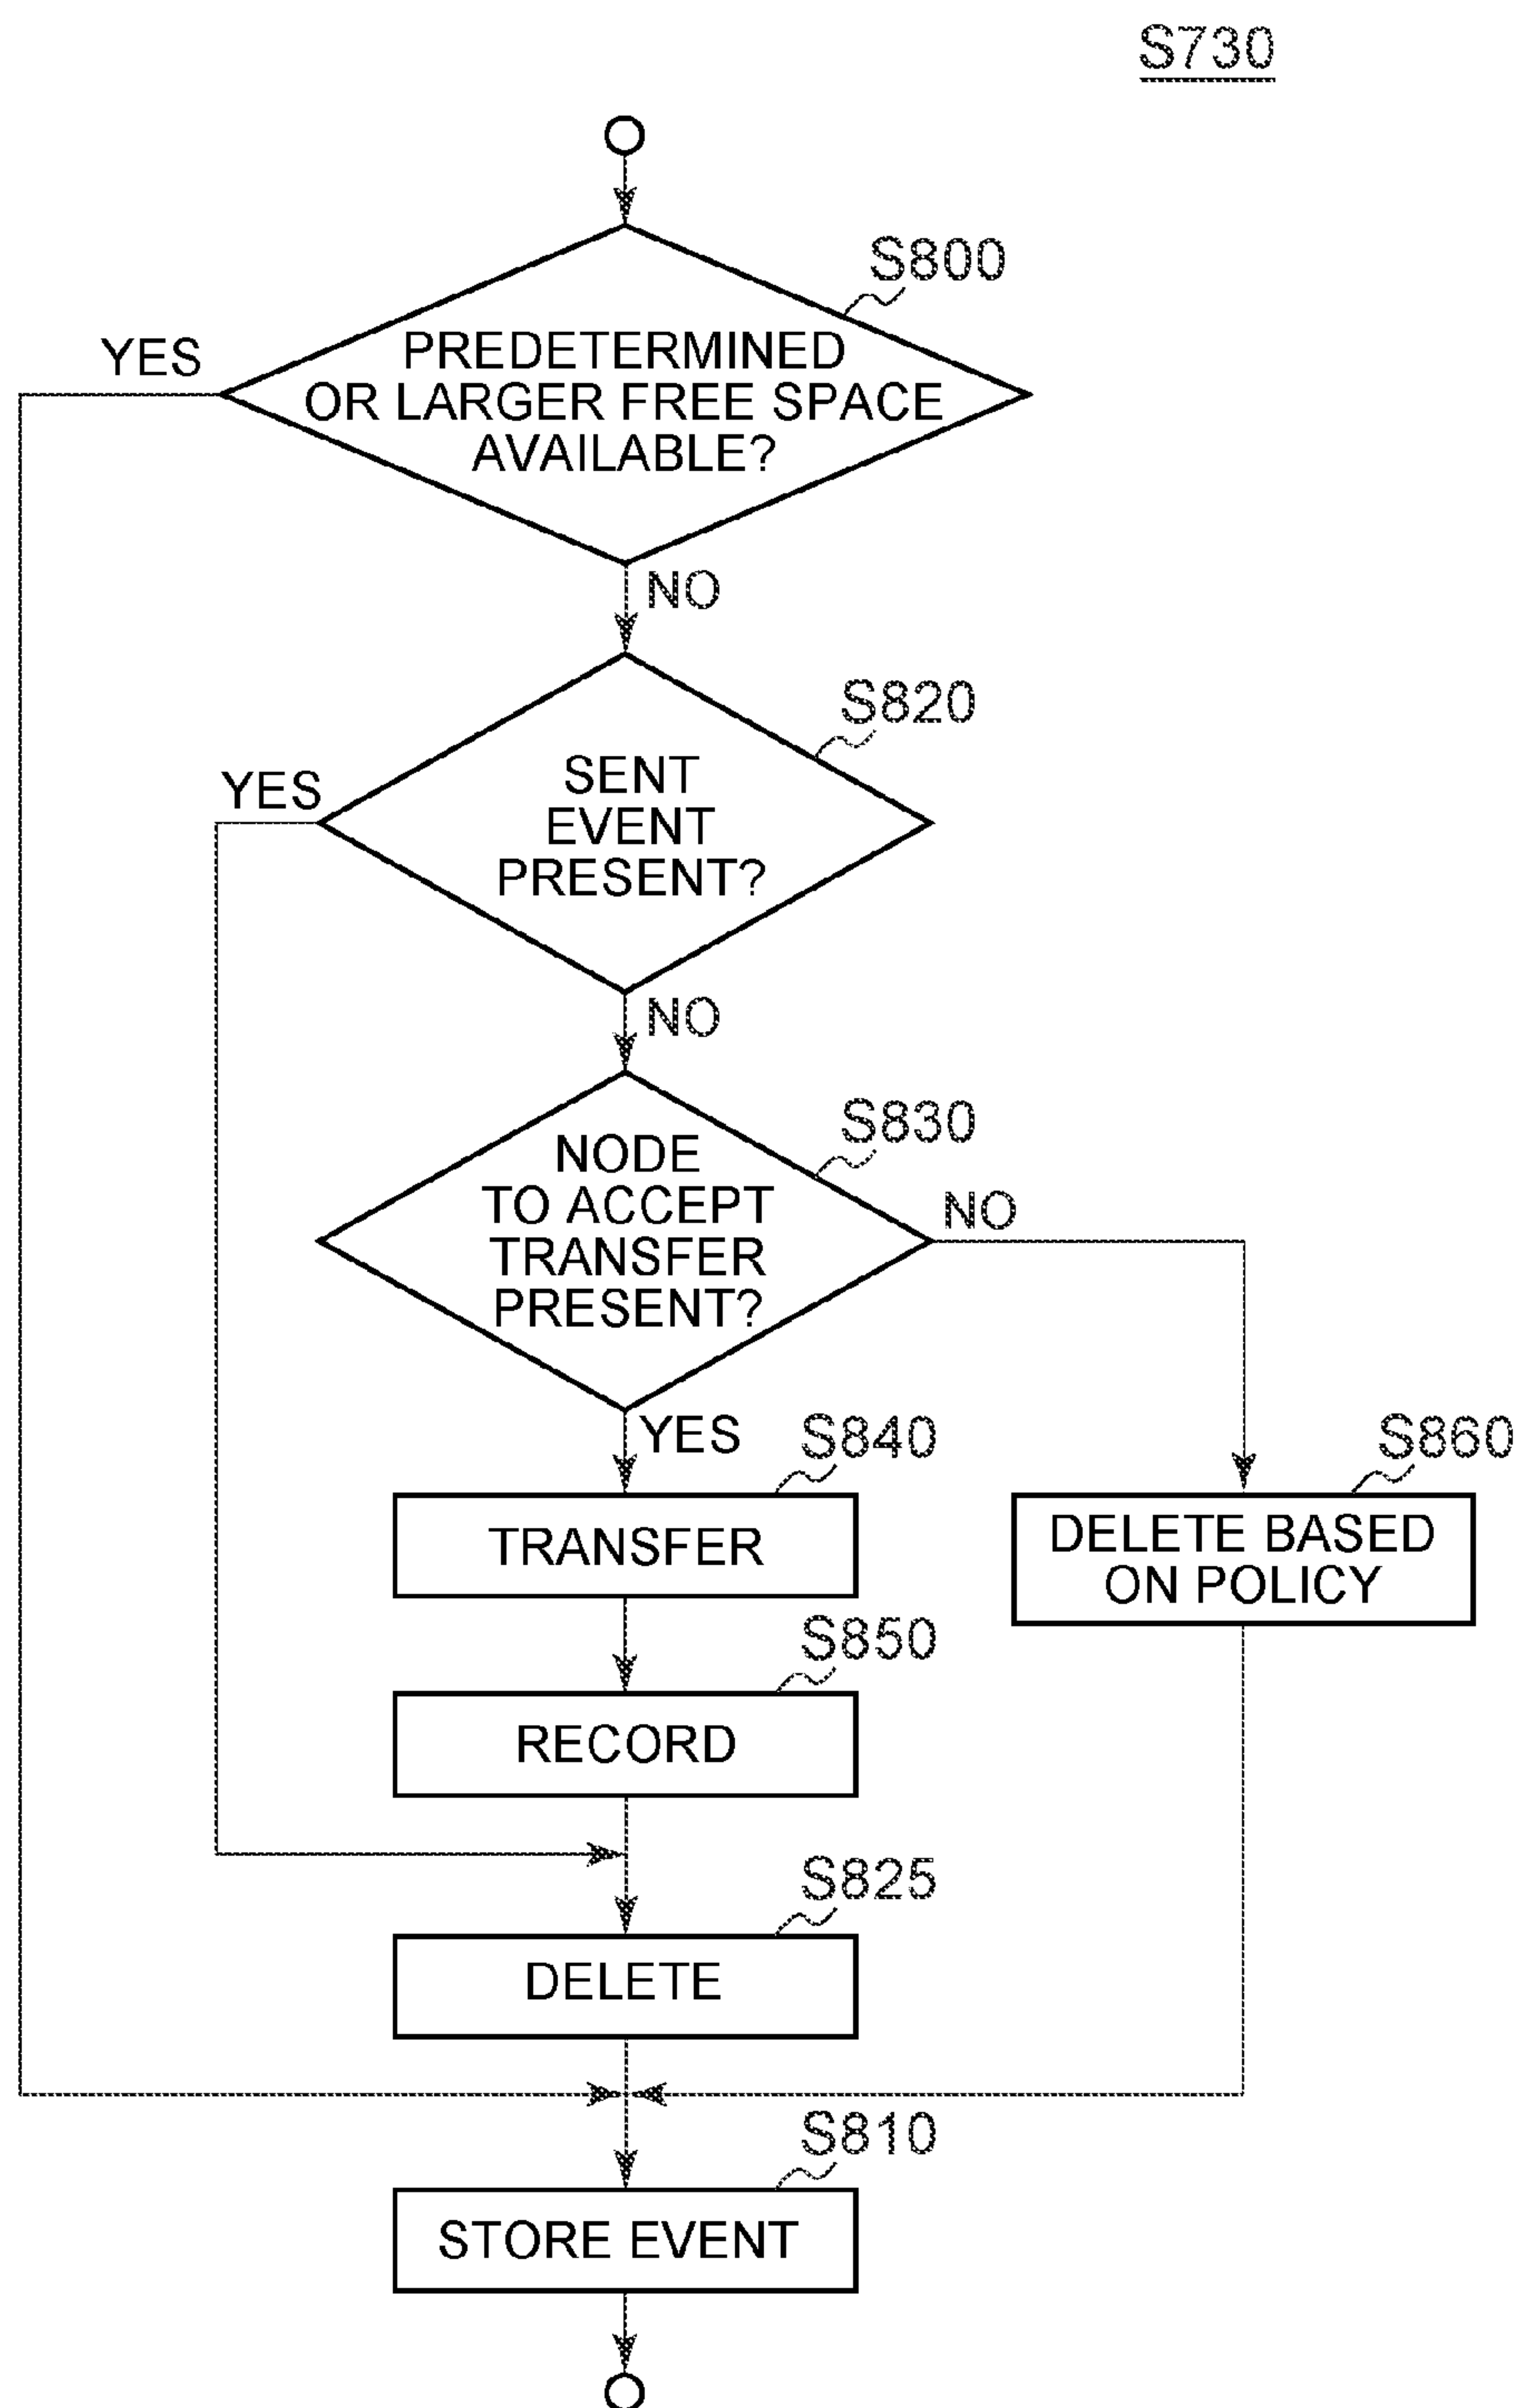 S730
S800
YES
PREDETERMINED
OR LARGER FREE SPACE
AVAILABLE?
NO
S820
YES
SENT
EVENT
PRESENT?
NO
S830
NODE
TO ACCEPT
TRANSFER
PRESENT?
NO
YES
S840
S860
TRANSFER
DELETE BASED
ON POLICY
S850
RECORD
S825
DELETE
S810
STORE EVENT